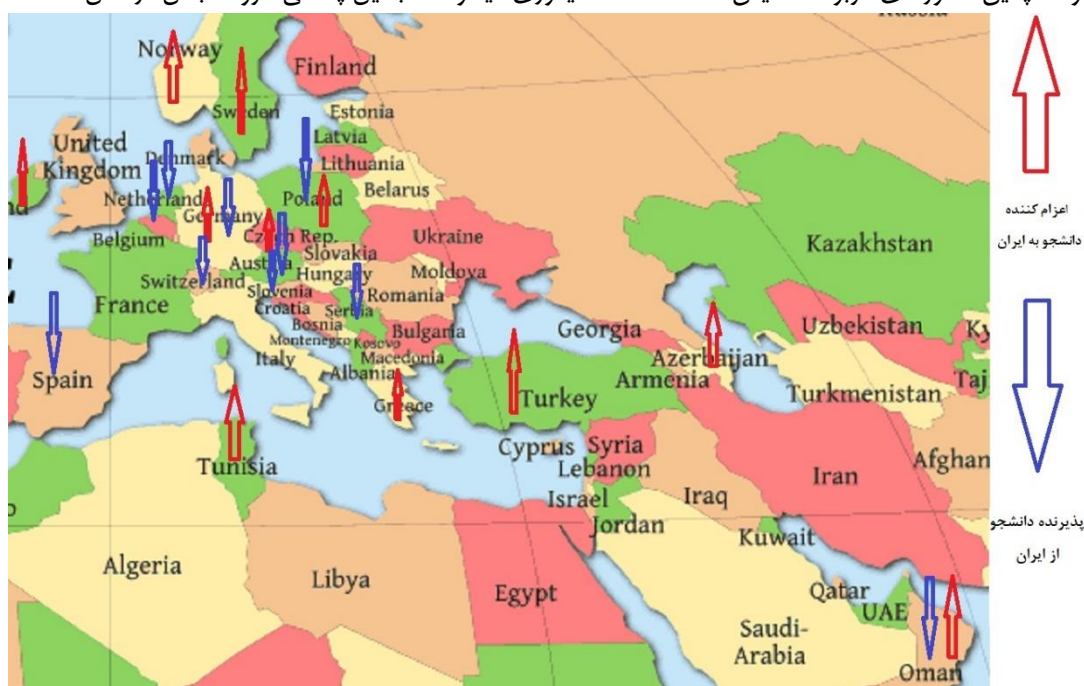 Russia
Norway
Finland
Sweden
Estonia
Latvia
United
Kingdom
Denmark
Lithuania
Netherland
Germany
Poland
Belarus
Belgium
Czech Rep.
Slovakia
Ukraine
Kazakhstan
Austria
Hungary
Moldova
Switzerland
Slovenia
Romania
France
Croatia
Serbia
Bosnia
Bulgaria
Georgia
Uzbekistan
Montenegro
Kosovo
Italy
Macedonia
Azerbaijan
Spain
Albania
Armenia
Taj
Greece
Turkey
Turkmenistan
Cyprus
Syria
Tunisia
Lebanon
Iran
Afghan
Israel
Iraq
Jordan
Kuwait
Algeria
Libya
Egypt
Qatar
UAE
Saudi-
Arabia
Oman
اعزام کننده
دانشجو به ایران
پذیرنده دانشجو
از ایران